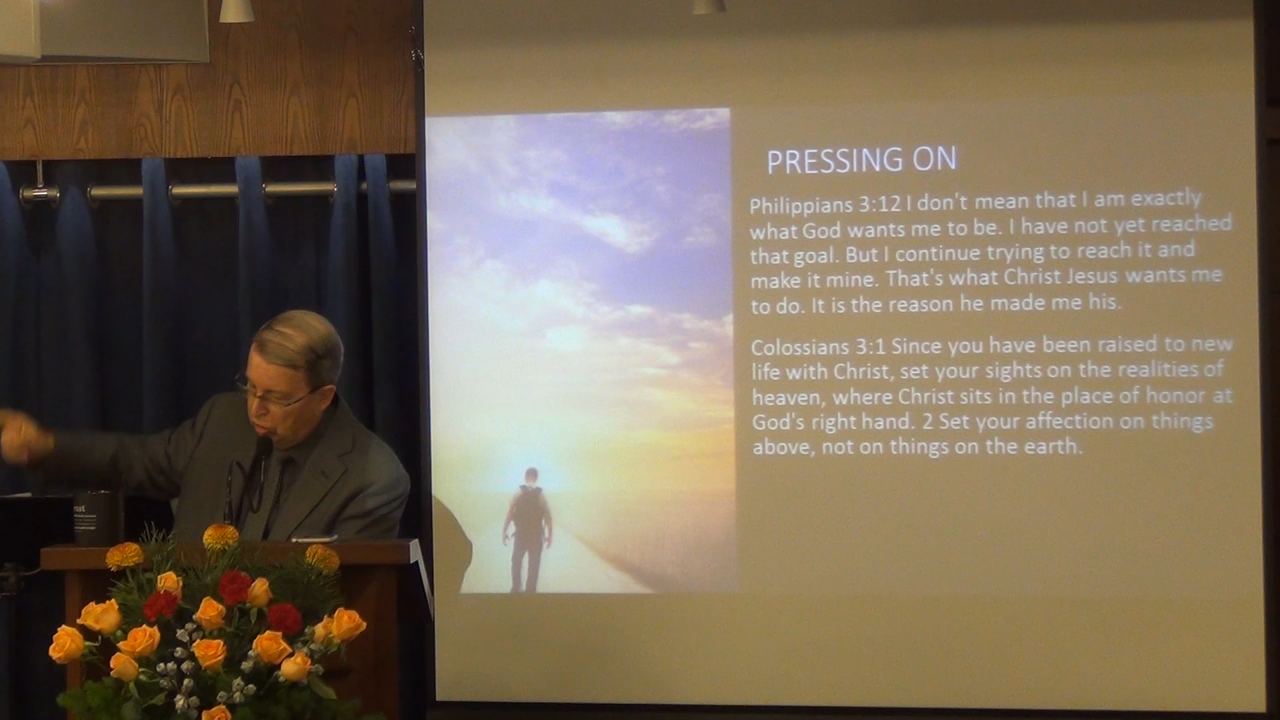 PRESSING ON
Philippians 3:12 I don't mean that I am exactly
what God wants me to be. I have not yet reached
that goal. But I continue trying to reach it and
make it mine. That's what Christ Jesus wants me
to do. It is the reason he made me his.
Colossians 3:1 Since you have been raised to new
life with Christ, set your sights on the realities of
heaven, where Christ sits in the place of honor at
God's right hand. 2 Set your affection on things
above, not on things on the earth.